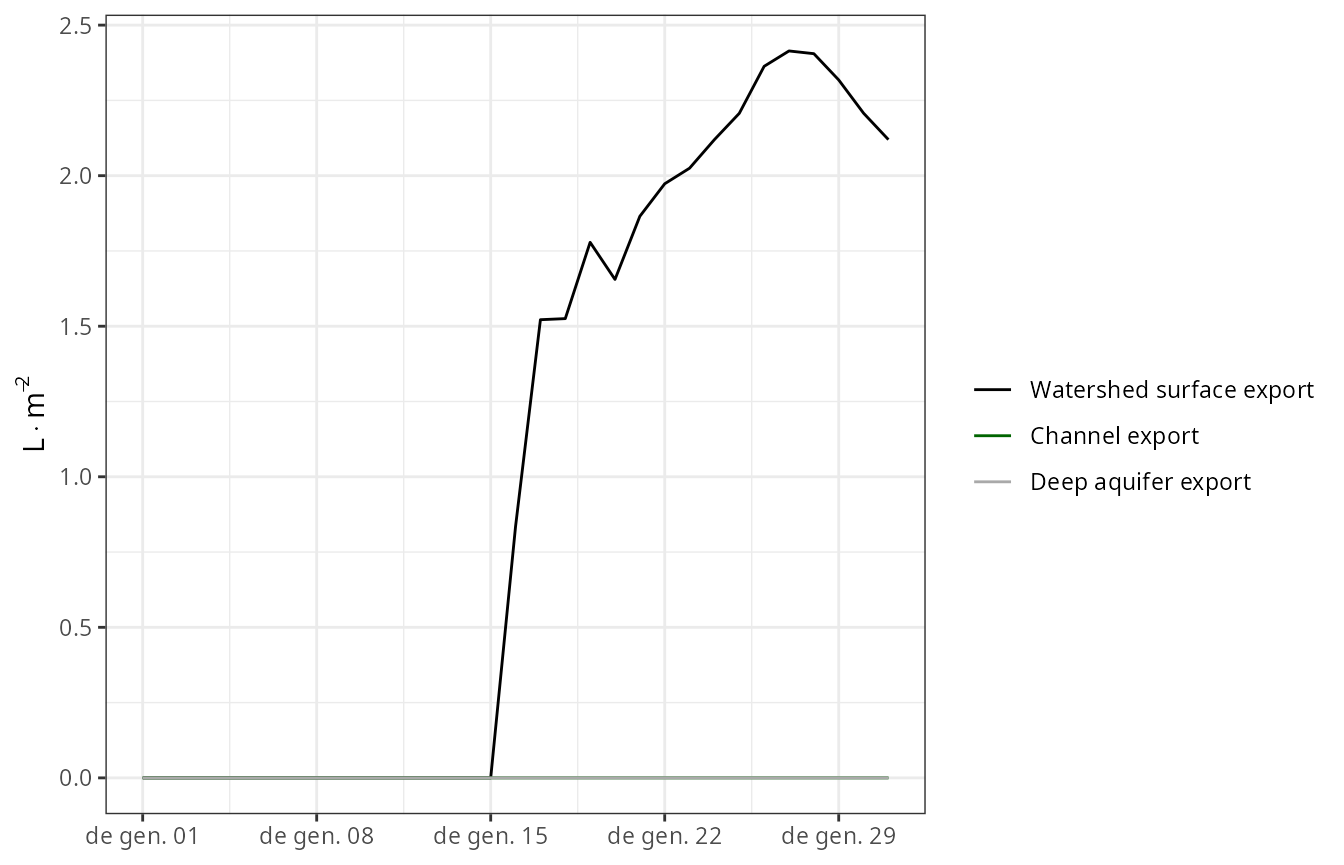 2.5
2.0
1.5
1.0
0.5
0.0
L · m⁻²
de gen. 01 de gen. 08 de gen. 15 de gen. 22 de gen. 29
Watershed surface export
Channel export
Deep aquifer export